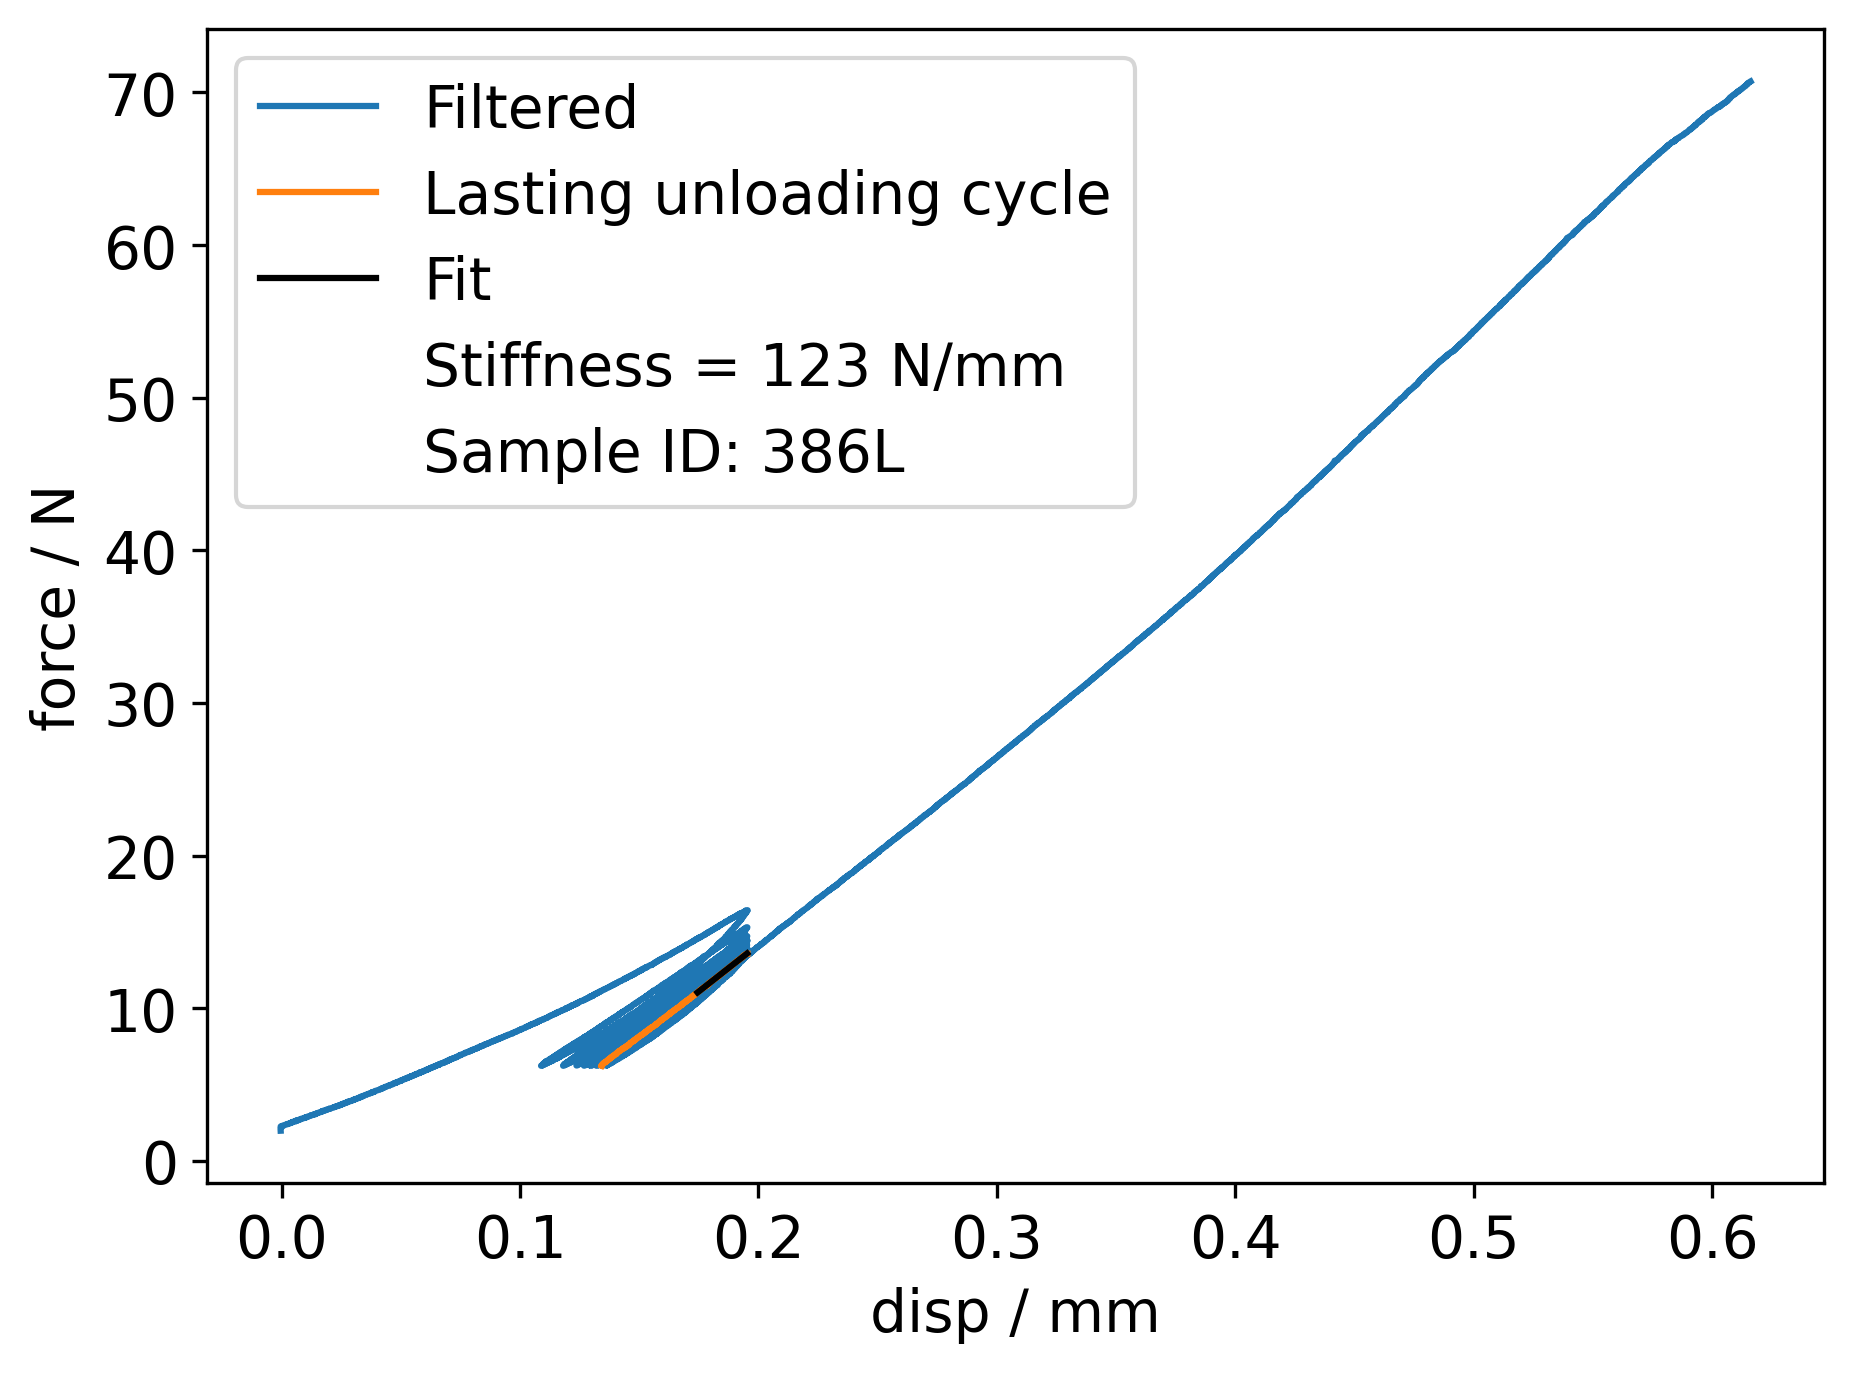 Filtered
Lasting unloading cycle
Fit
Stiffness = 123 N/mm
Sample ID: 386L
force / N
70
60
50
40
30
20
10
0
0.0 0.1 0.2 0.3 0.4 0.5 0.6
disp / mm